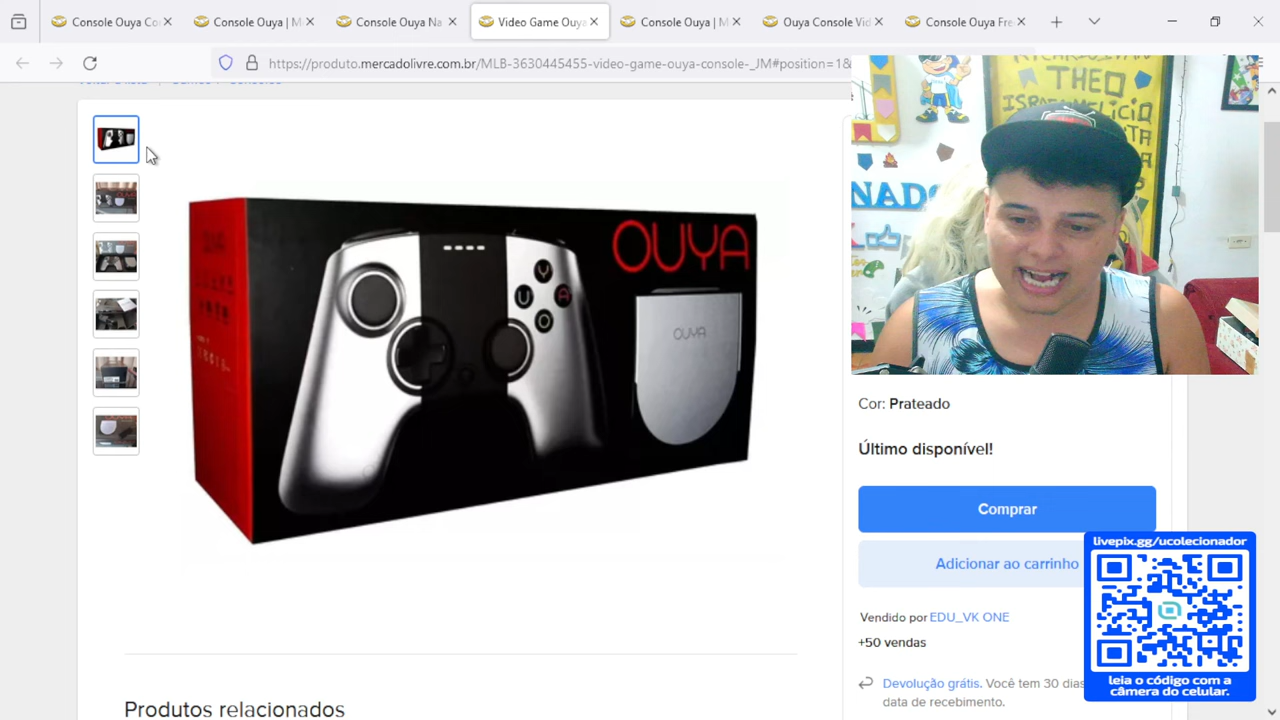 Console Ouya Co
Console Ouya | M
Console Ouya Na
Video Game Ouya
Console Ouya | M
Ouya Console Vid
Console Ouya Fre
https://produto.mercadolivre.com.br/MLB-3630445455-video-game-ouya-console-_JM#position=1&
THEO
OUYA
Y
U
A
O
OUYA
Cor: Prateado
Último disponível!
Comprar
Adicionar ao carrinho
Vendido por EDU_VK ONE
+50 vendas
Devolução grátis. Você tem 30 dias
data de recebimento.
Produtos relacionados
livepix.gg/ucolecionador
leia o código com a
câmera do celular.